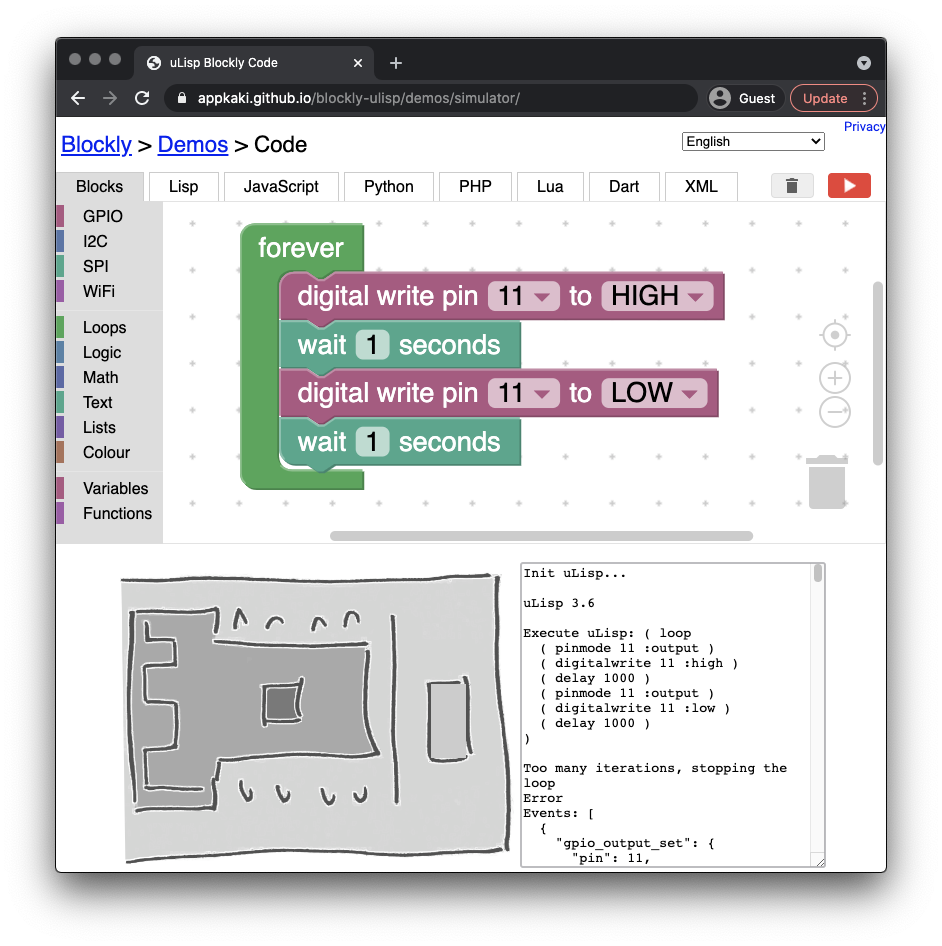 uLisp Blockly Code
appkaki.github.io/blockly-ulisp/demos/simulator/
Guest
Update
Privacy
Blockly > Demos > Code
English
Blocks
Lisp
JavaScript
Python
PHP
Lua
Dart
XML
GPIO
I2C
SPI
WiFi
Loops
Logic
Math
Text
Lists
Colour
Variables
Functions
forever
digital write pin 11 to HIGH
wait 1 seconds
digital write pin 11 to LOW
wait 1 seconds
Init uLisp...
uLisp 3.6
Execute uLisp: ( loop
( pinmode 11 :output )
( digitalwrite 11 :high )
( delay 1000 )
( pinmode 11 :output )
( digitalwrite 11 :low )
( delay 1000 )
)
Too many iterations, stopping the
loop
Error
Events: [
{
"gpio_output_set": {
"pin": 11,